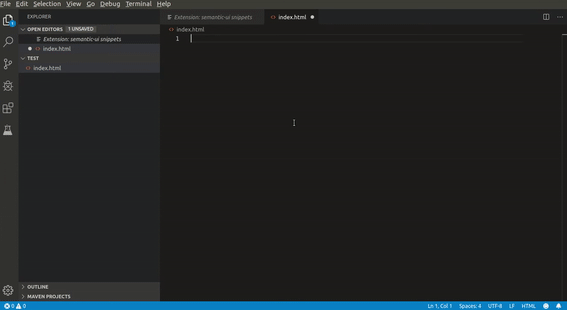 File Edit Selection View Go Debug Terminal Help
EXPLORER
OPEN EDITORS 1 UNSAVED
Extension: semantic-ui snippets
index.html
TEST
index.html
OUTLINE
MAVEN PROJECTS
Extension: semantic-ui snippets
index.html
index.html
1
0 0
Ln 1, Col 1 Spaces: 4 UTF-8 LF HTML